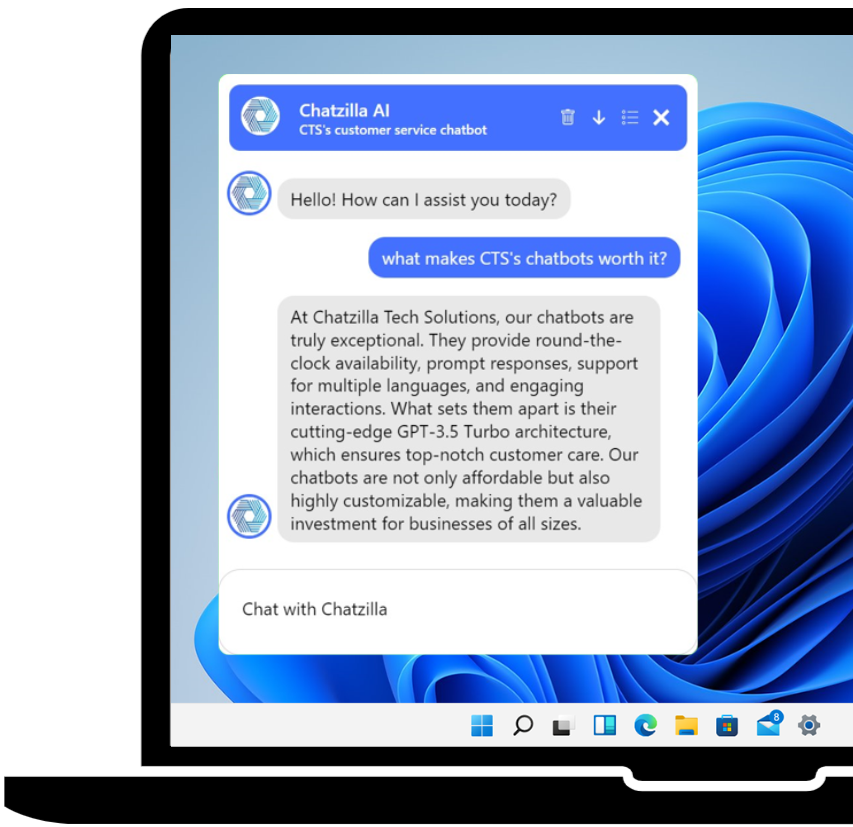 Chatzilla AI
CTS's customer service chatbot
Hello! How can I assist you today?
what makes CTS's chatbots worth it?
At Chatzilla Tech Solutions, our chatbots are
truly exceptional. They provide round-the-
clock availability, prompt responses, support
for multiple languages, and engaging
interactions. What sets them apart is their
cutting-edge GPT-3.5 Turbo architecture,
which ensures top-notch customer care. Our
chatbots are not only affordable but also
highly customizable, making them a valuable
investment for businesses of all sizes.
Chat with Chatzilla
8